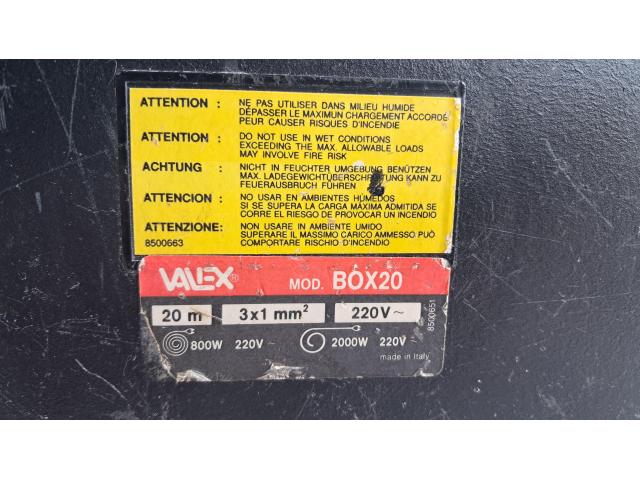 ATTENTION : NE PAS UTILISER DANS MILIEU HUMIDE
DÉPASSER LE MAXIMUN CHARGEMENT ACCORDÉ
PEUR CAUSER RISQUES D'INCENDIE
ATTENTION : DO NOT USE IN WET CONDITIONS
EXCEEDING THE MAX. ALLOWABLE LOADS
MAY INVOLVE FIRE RISK
ACHTUNG : NICHT IN FEUCHTER UMGEBUNG BENÜTZEN
MAX. LADEGEWICHTÜBERSCHREITUNG KANN ZU
FEUERAUSBRUCH FÜHREN
ATTENCION : NO USAR EN AMBIENTES HÚMEDOS
SI SE SUPERA LA CARGA MÁXIMA ADMITIDA SE
CORRE EL RIESGO DE PROVOCAR UN INCENDIO
ATTENZIONE: NON USARE IN AMBIENTE UMIDO
SUPERARE IL MASSIMO CARICO AMMESSO PUÒ
8500663 COMPORTARE RISCHIO D'INCENDIO
VALEX® MOD. BOX20
20 m 3x1 mm² 220V~
800W 220V~ 2000W 220V~
made in Italy
8500651